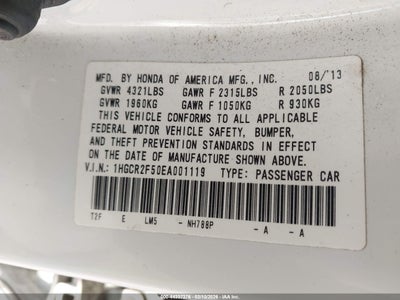 MFD. BY HONDA OF AMERICA MFG., INC. 08/'13
GVWR 4321LBS GAWR F 2315LBS R 2050LBS
GVWR 1960KG GAWR F 1050KG R 930KG
THIS VEHICLE CONFORMS TO ALL APPLICABLE
FEDERAL MOTOR VEHICLE SAFETY, BUMPER,
AND THEFT PREVENTION STANDARDS IN EFFECT
ON THE DATE OF MANUFACTURE SHOWN ABOVE.
V.I.N.: 1HGCR2F50EA001119 TYPE: PASSENGER CAR
T2F E LM5 - NH788P - A - A